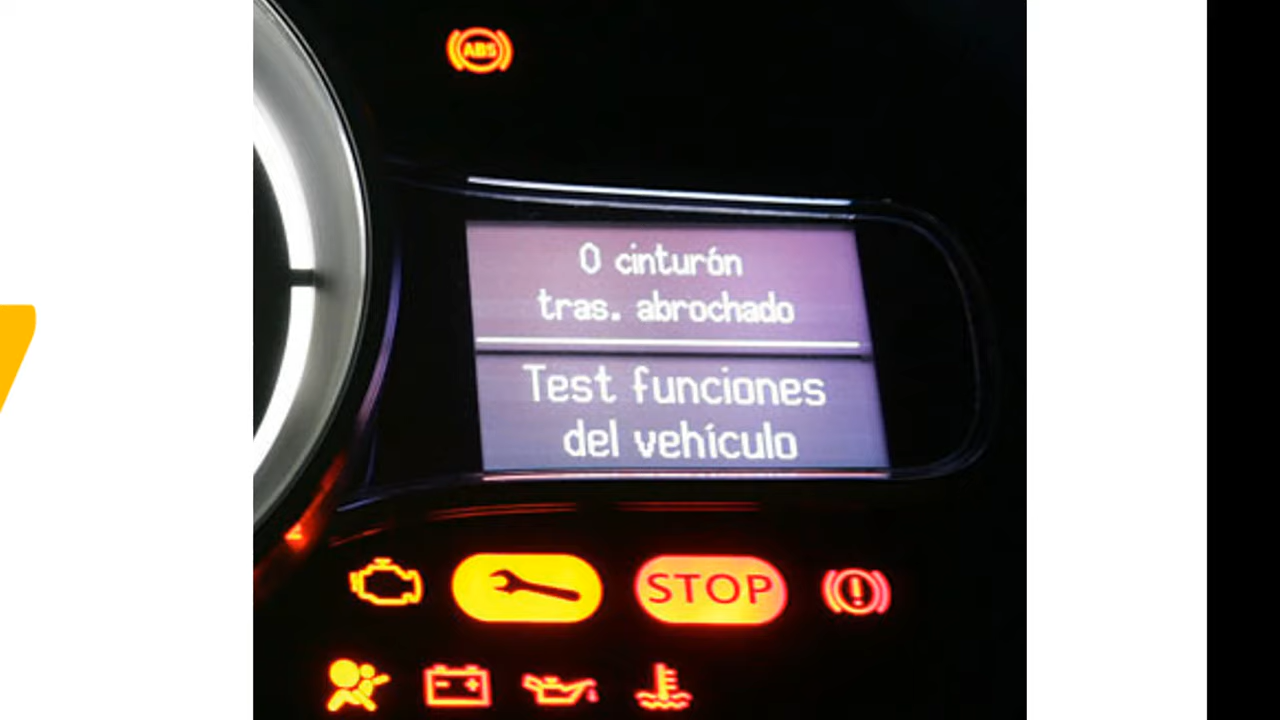 ABS
0 cinturón
tras. abrochado
Test funciones
del vehículo
STOP